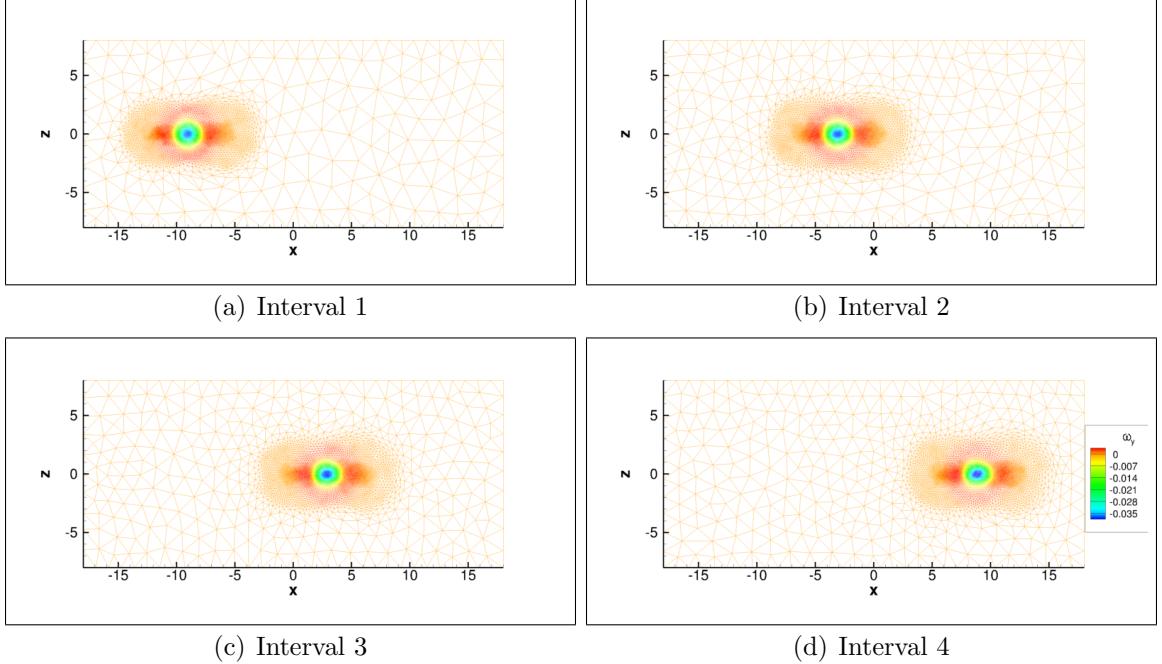 z
5
0
-5
-15 -10 -5 0 5 10 15
x
(a) Interval 1
z
5
0
-5
-15 -10 -5 0 5 10 15
x
(b) Interval 2
z
5
0
-5
-15 -10 -5 0 5 10 15
x
(c) Interval 3
z
5
0
-5
-15 -10 -5 0 5 10 15
x
ω_y
0
-0.007
-0.014
-0.021
-0.028
-0.035
(d) Interval 4